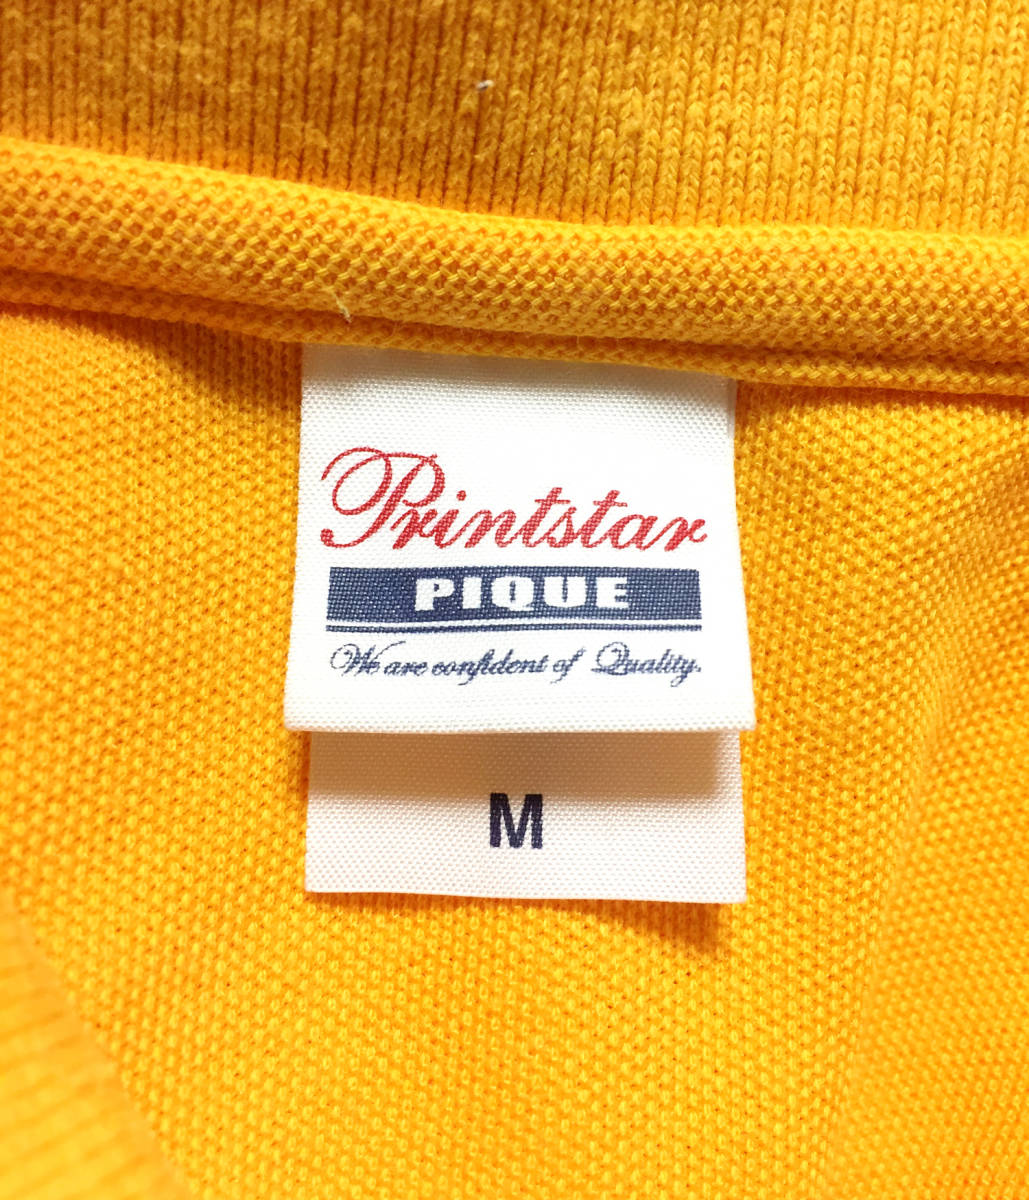 Printstar
PIQUE
We are confident of Quality.
M